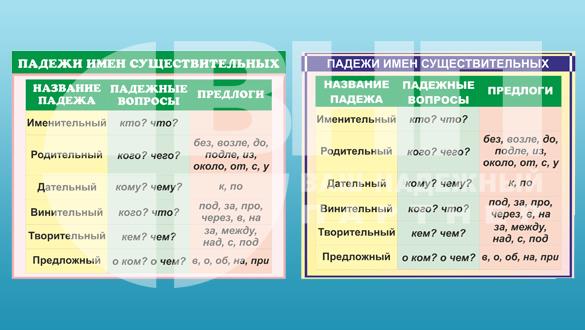 ПАДЕЖИ ИМЕН СУЩЕСТВИТЕЛЬНЫХ
НАЗВАНИЕ ПАДЕЖА
ПАДЕЖНЫЕ ВОПРОСЫ
ПРЕДЛОГИ
Именительный кто? что?
Родительный кого? чего? без, возле, до,
подле, из,
около, от, с, у
Дательный кому? чему? к, по
Винительный кого? что? под, за, про,
через, в, на
Творительный кем? чем? за, между,
над, с, под
Предложный о ком? о чем? в, о, об, на, при
ПАДЕЖИ ИМЕН СУЩЕСТВИТЕЛЬНЫХ
НАЗВАНИЕ ПАДЕЖА
ПАДЕЖНЫЕ ВОПРОСЫ
ПРЕДЛОГИ
Именительный кто? что?
Родительный кого? чего? без, возле, до,
подле, из,
около, от, с, у
Дательный кому? чему? к, по
Винительный кого? что? под, за, про,
через, в, на
Творительный кем? чем? за, между,
над, с, под
Предложный о ком? о чем? в, о, об, на, при